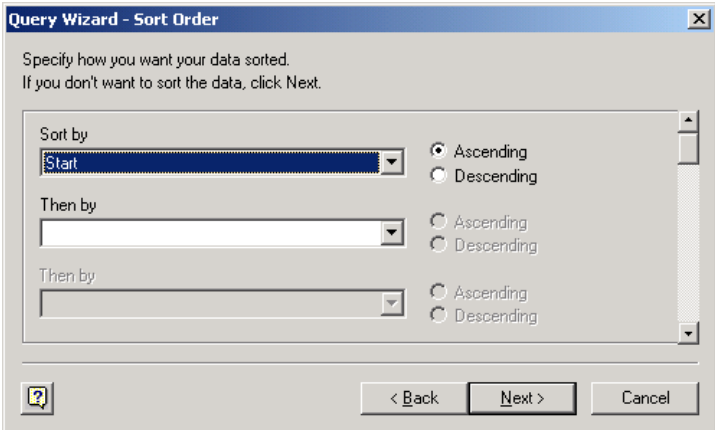 Query Wizard - Sort Order
Specify how you want your data sorted.
If you don't want to sort the data, click Next.
Sort by
Start
Ascending
Descending
Then by
Ascending
Descending
Then by
Ascending
Descending
< Back
Next >
Cancel